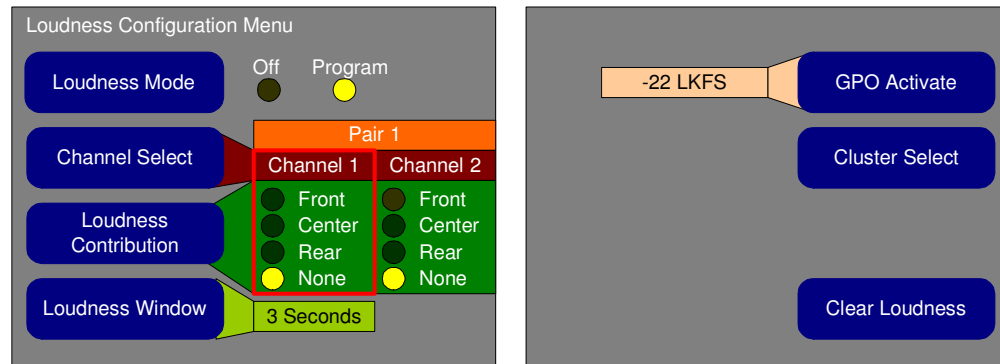 Loudness Configuration Menu
Loudness Mode
Off Program
Pair 1
Channel Select
Channel 1 Channel 2
Loudness
Contribution
Front Front
Center Center
Rear Rear
None None
Loudness Window
3 Seconds
-22 LKFS
GPO Activate
Cluster Select
Clear Loudness